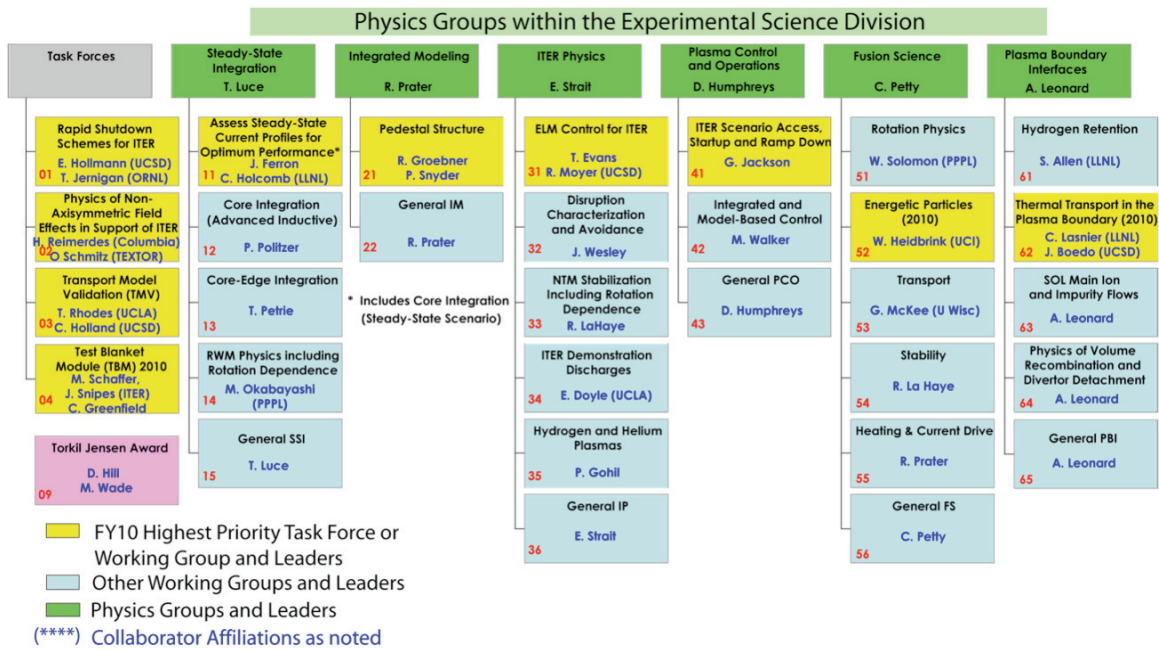 Physics Groups within the Experimental Science Division
Task Forces
Rapid Shutdown
Schemes for ITER
E. Hollmann (UCSD)
01 T. Jernigan (ORNL)
Physics of Non-
Axisymmetric Field
Effects in Support of ITER
H. Reimerdes (Columbia)
02
O Schmitz (TEXTOR)
Transport Model
Validation (TMV)
T. Rhodes (UCLA)
03 C. Holland (UCSD)
Test Blanket
Module (TBM) 2010
M. Schaffer,
J. Snipes (ITER)
04 C. Greenfield
Torkil Jensen Award
D. Hill
M. Wade
09
Steady-State
Integration
T. Luce
Assess Steady-State
Current Profiles for
Optimum Performance*
J. Ferron
11 C. Holcomb (LLNL)
Core Integration
(Advanced Inductive)
12 P. Politzer
Core-Edge Integration
T. Petrie
13
RWM Physics including
Rotation Dependence
M. Okabayashi
14 (PPPL)
General SSI
T. Luce
15
Integrated Modeling
R. Prater
Pedestal Structure
R. Groebner
21 P. Snyder
General IM
22 R. Prater
* Includes Core Integration
(Steady-State Scenario)
ITER Physics
E. Strait
ELM Control for ITER
T. Evans
31 R. Moyer (UCSD)
Disruption
Characterization
and Avoidance
32 J. Wesley
NTM Stabilization
Including Rotation
Dependence
33 R. LaHaye
ITER Demonstration
Discharges
34 E. Doyle (UCLA)
Hydrogen and Helium
Plasmas
35 P. Gohil
General IP
E. Strait
36
Plasma Control
and Operations
D. Humphreys
ITER Scenario Access,
Startup and Ramp Down
G. Jackson
41
Integrated and
Model-Based Control
42 M. Walker
General PCO
D. Humphreys
43
Fusion Science
C. Petty
Rotation Physics
W. Solomon (PPPL)
51
Energetic Particles
(2010)
W. Heidbrink (UCI)
52
Transport
G. McKee (U Wisc)
53
Stability
R. La Haye
54
Heating & Current Drive
R. Prater
55
General FS
C. Petty
56
Plasma Boundary
Interfaces
A. Leonard
Hydrogen Retention
S. Allen (LLNL)
61
Thermal Transport in the
Plasma Boundary (2010)
C. Lasnier (LLNL)
62 J. Boedo (UCSD)
SOL Main Ion
and Impurity Flows
A. Leonard
63
Physics of Volume
Recombination and
Divertor Detachment
64 A. Leonard
General PBI
A. Leonard
65
FY10 Highest Priority Task Force or
Working Group and Leaders
Other Working Groups and Leaders
Physics Groups and Leaders
(****) Collaborator Affiliations as noted